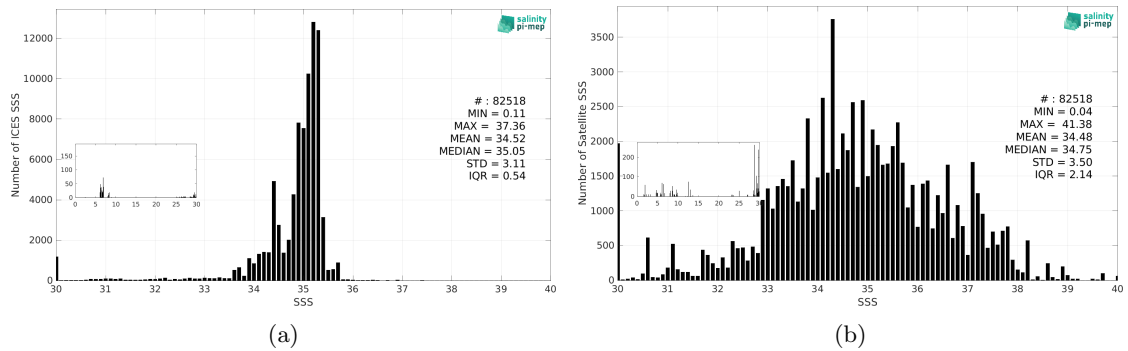 salinity
pi-mep
12000
10000
8000
6000
4000
2000
0
Number of ICES SSS
# : 82518
MIN = 0.11
MAX = 37.36
MEAN = 34.52
MEDIAN = 35.05
STD = 3.11
IQR = 0.54
150
100
50
0
0 5 10 15 20 25 30
30 31 32 33 34 35 36 37 38 39 40
SSS
(a)
salinity
pi-mep
3500
3000
2500
2000
1500
1000
500
0
Number of Satellite SSS
# : 82518
MIN = 0.04
MAX = 41.38
MEAN = 34.48
MEDIAN = 34.75
STD = 3.50
IQR = 2.14
200
100
0
0 5 10 15 20 25 30
30 31 32 33 34 35 36 37 38 39 40
SSS
(b)